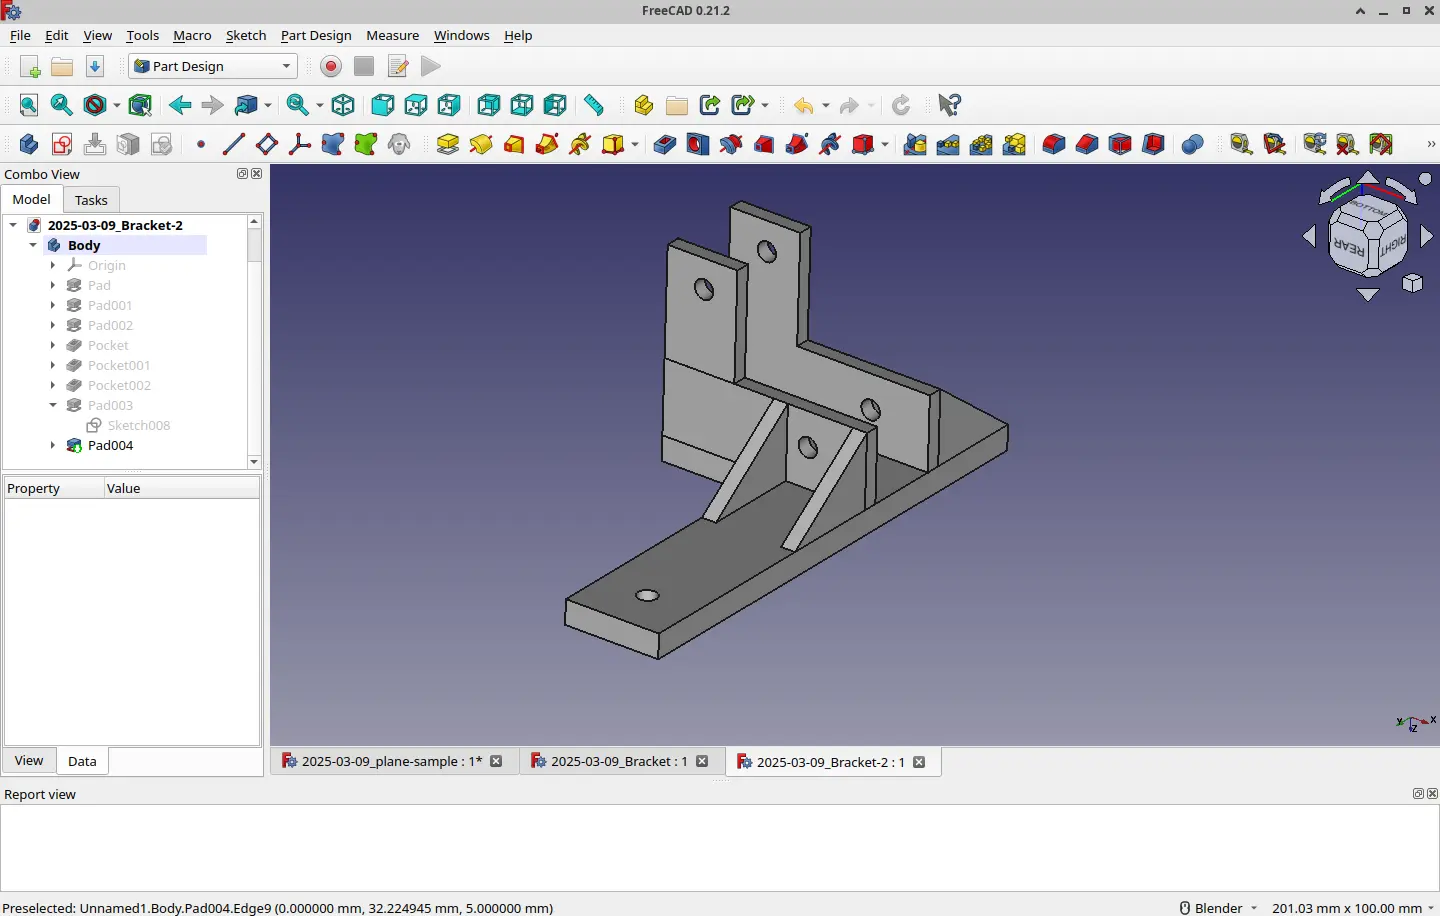 FreeCAD 0.21.2
File Edit View Tools Macro Sketch Part Design Measure Windows Help
Part Design
Combo View
Model Tasks
2025-03-09_Bracket-2
Body
Origin
Pad
Pad001
Pad002
Pocket
Pocket001
Pocket002
Pad003
Sketch008
Pad004
Property Value
View Data
BOTTOM
REAR
RIGHT
Y X
Z
2025-03-09_plane-sample : 1* 2025-03-09_Bracket : 1 2025-03-09_Bracket-2 : 1
Report view
Preselected: Unnamed1.Body.Pad004.Edge9 (0.000000 mm, 32.224945 mm, 5.000000 mm) Blender 201.03 mm x 100.00 mm